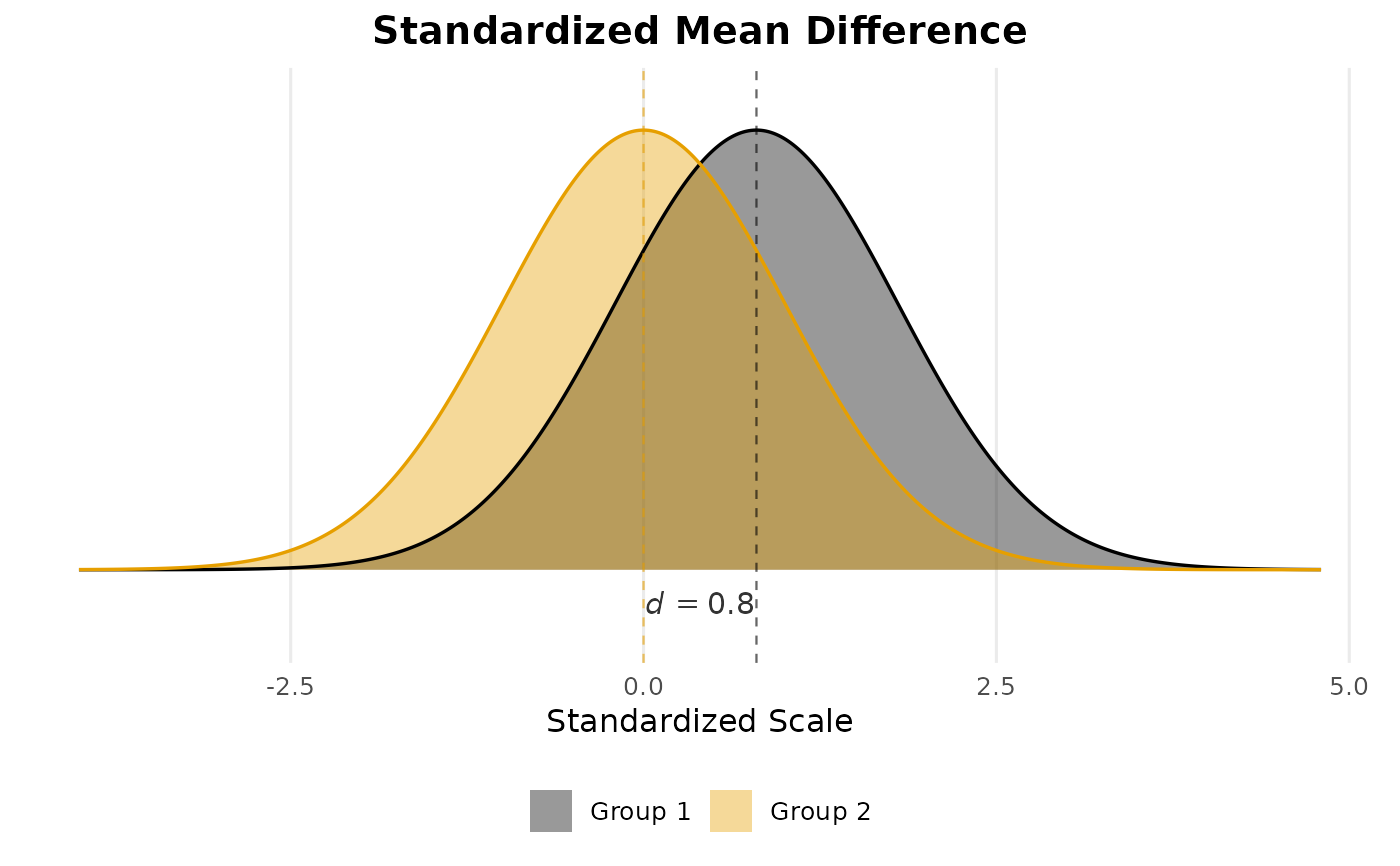 Standardized Mean Difference
d = 0.8
-2.5 0.0 2.5 5.0
Standardized Scale
Group 1 Group 2